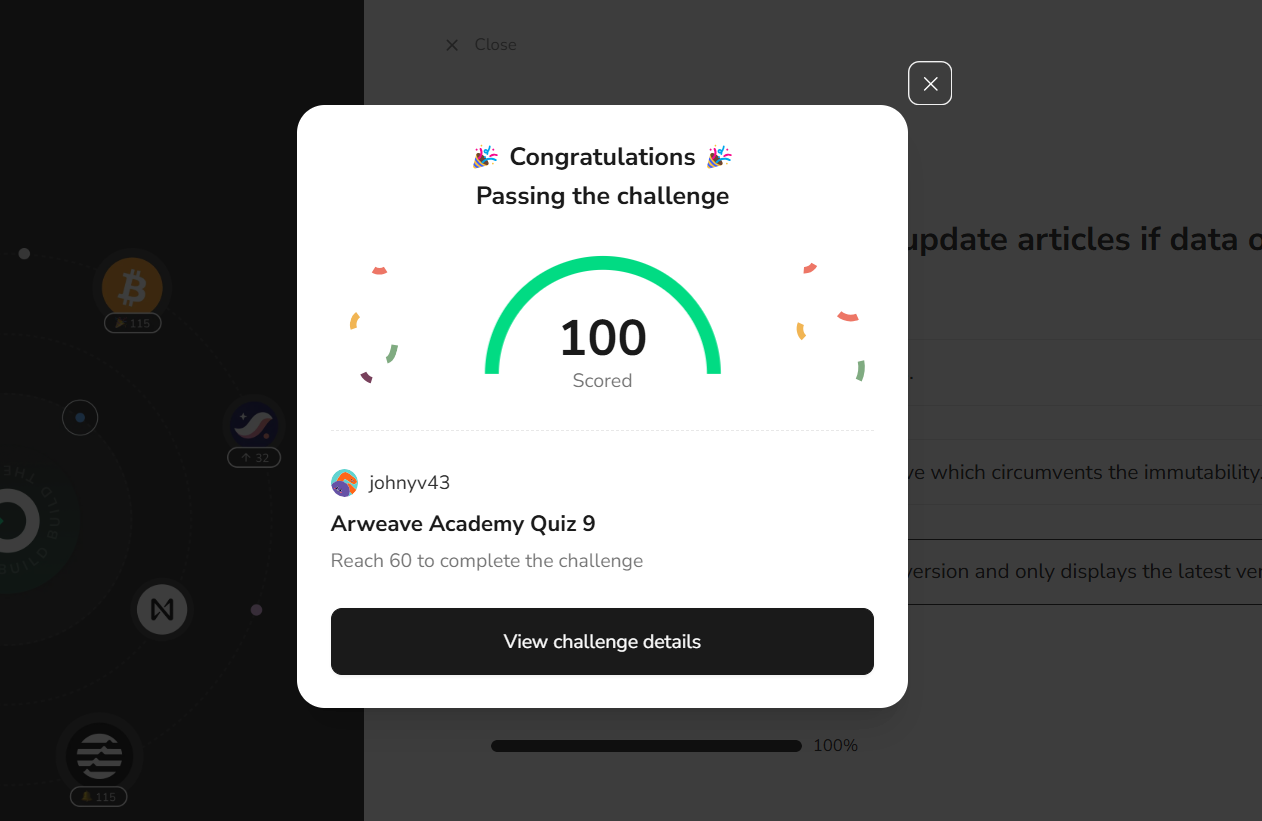 Close
Congratulations
Passing the challenge
update articles if data o
100
Scored
115
32
ve which circumvents the immutability.
johnyv43
Arweave Academy Quiz 9
Reach 60 to complete the challenge
version and only displays the latest ver
View challenge details
100%
115